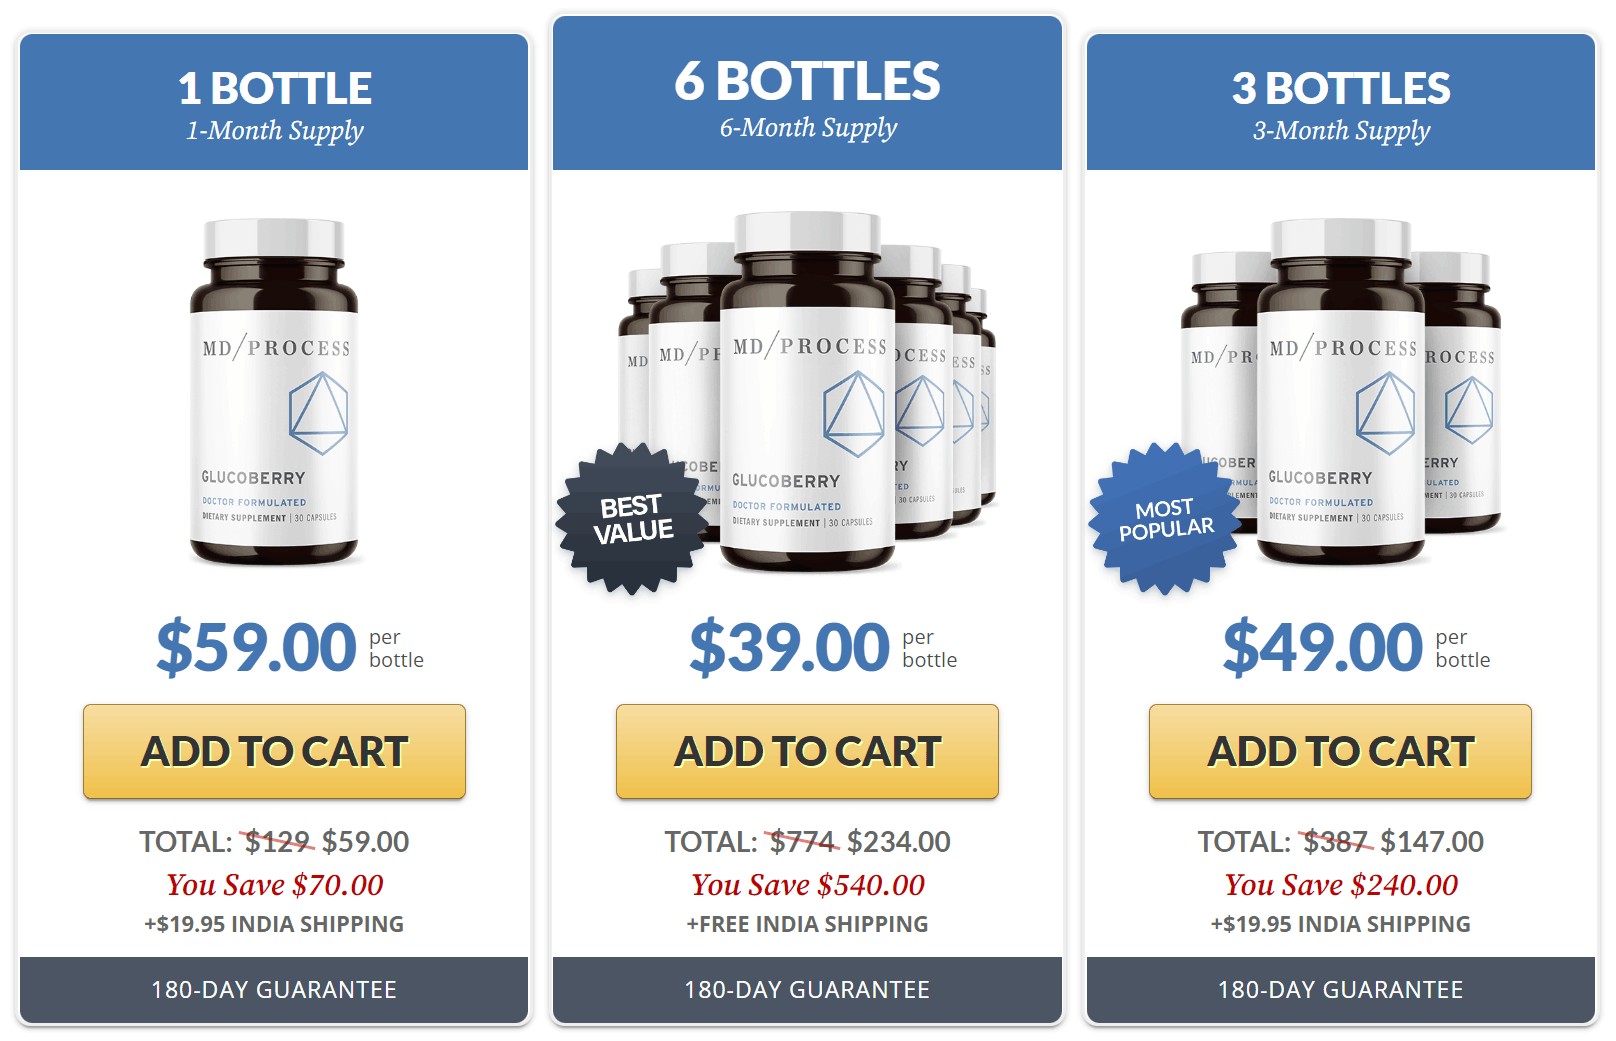 1 BOTTLE
1-Month Supply
MD/PROCESS
GLUCOBERRY
DOCTOR FORMULATED
DIETARY SUPPLEMENT | 30 CAPSULES
$59.00 per bottle
ADD TO CART
TOTAL: $129 $59.00
You Save $70.00
+$19.95 INDIA SHIPPING
180-DAY GUARANTEE
6 BOTTLES
6-Month Supply
MD/PROCESS
GLUCOBERRY
DOCTOR FORMULATED
DIETARY SUPPLEMENT | 30 CAPSULES
BEST
VALUE
$39.00 per bottle
ADD TO CART
TOTAL: $774 $234.00
You Save $540.00
+FREE INDIA SHIPPING
180-DAY GUARANTEE
3 BOTTLES
3-Month Supply
MD/PROCESS
GLUCOBERRY
DOCTOR FORMULATED
DIETARY SUPPLEMENT | 30 CAPSULES
MOST
POPULAR
$49.00 per bottle
ADD TO CART
TOTAL: $387 $147.00
You Save $240.00
+$19.95 INDIA SHIPPING
180-DAY GUARANTEE